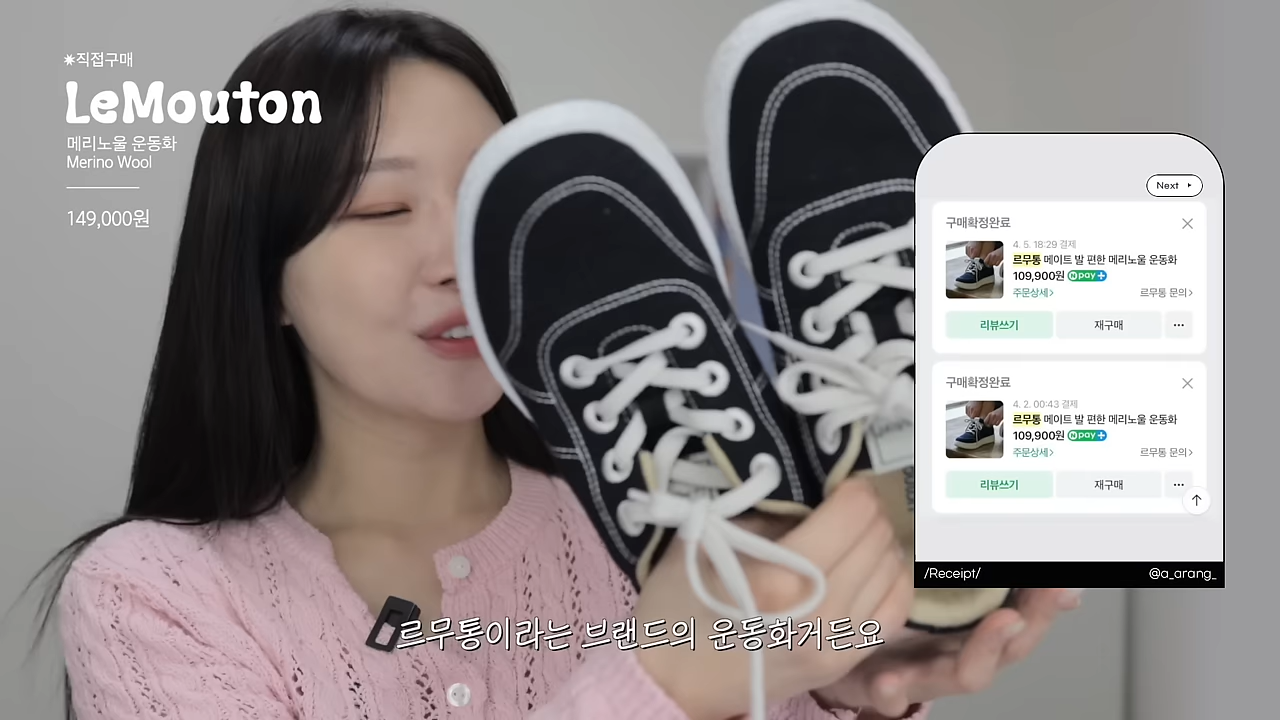 ✷직접구매
LeMouton
메리노울 운동화
Merino Wool
149,000원
Next
구매확정완료
4. 5. 18:29 결제
르무통 메이트 발 편한 메리노울 운동화
109,900원 N pay +
주문상세>
르무통 문의>
리뷰쓰기
재구매
구매확정완료
4. 2. 00:43 결제
르무통 메이트 발 편한 메리노울 운동화
109,900원 N pay +
주문상세>
르무통 문의>
리뷰쓰기
재구매
/Receipt/
@a_arang_
르무통이라는 브랜드의 운동화거든요